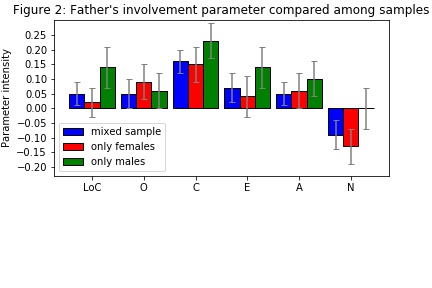 Figure 2: Father's involvement parameter compared among samples
Parameter intensity
0.25
0.20
0.15
0.10
0.05
0.00
−0.05
−0.10
−0.15
−0.20
mixed sample
only females
only males
LoC O C E A N